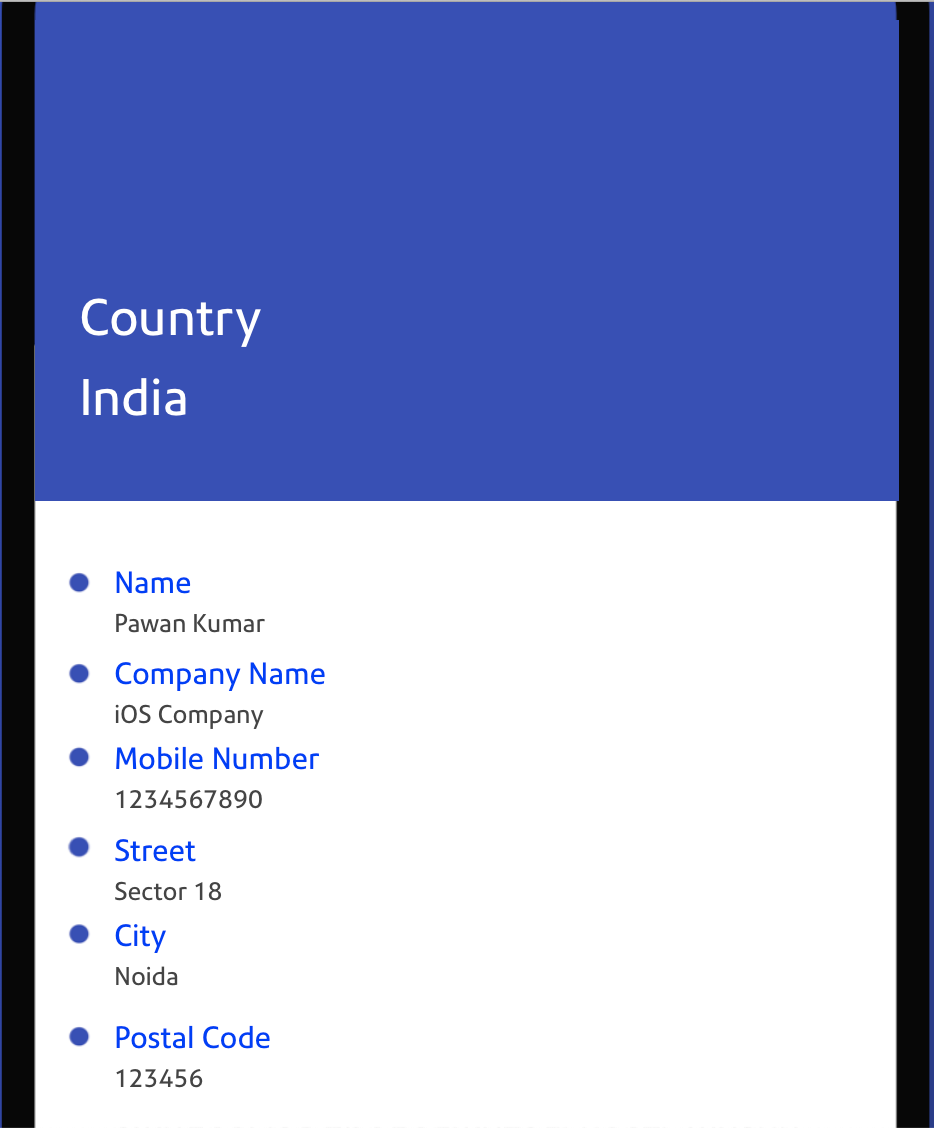 Country
India
Name
Pawan Kumar
Company Name
iOS Company
Mobile Number
1234567890
Street
Sector 18
City
Noida
Postal Code
123456